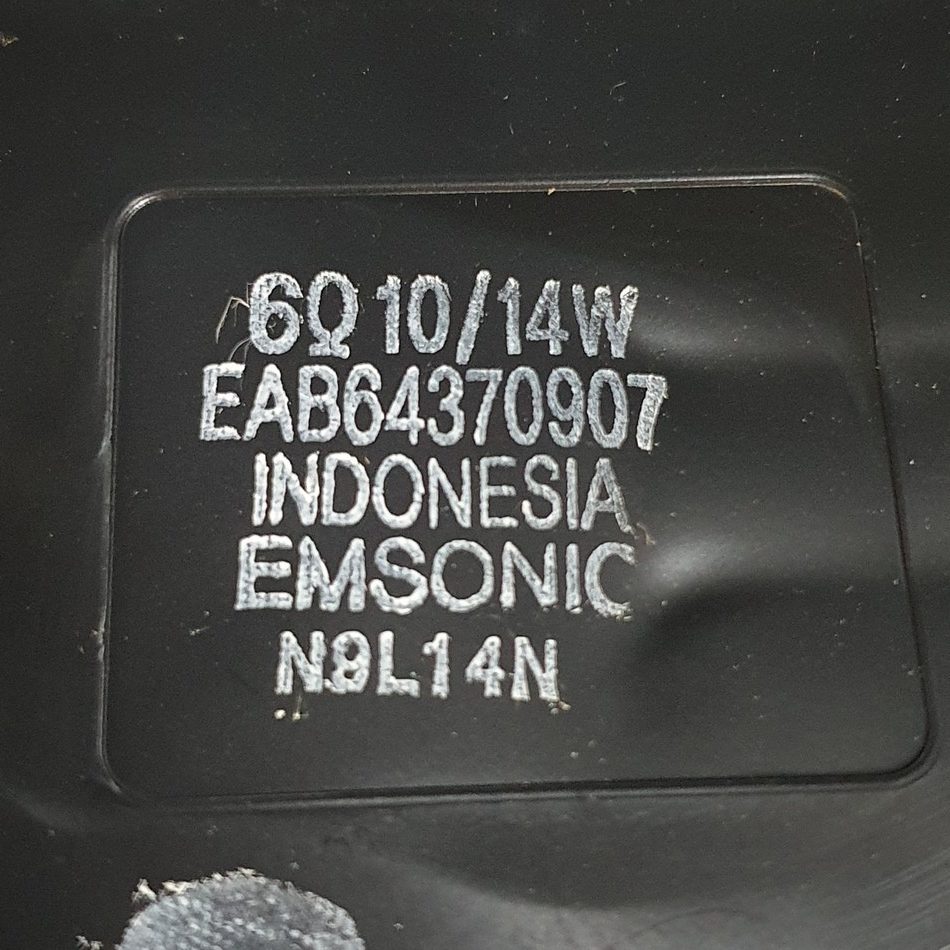 6Ω 10/14W
EAB64370907
INDONESIA
EMSONIC
N9L14N